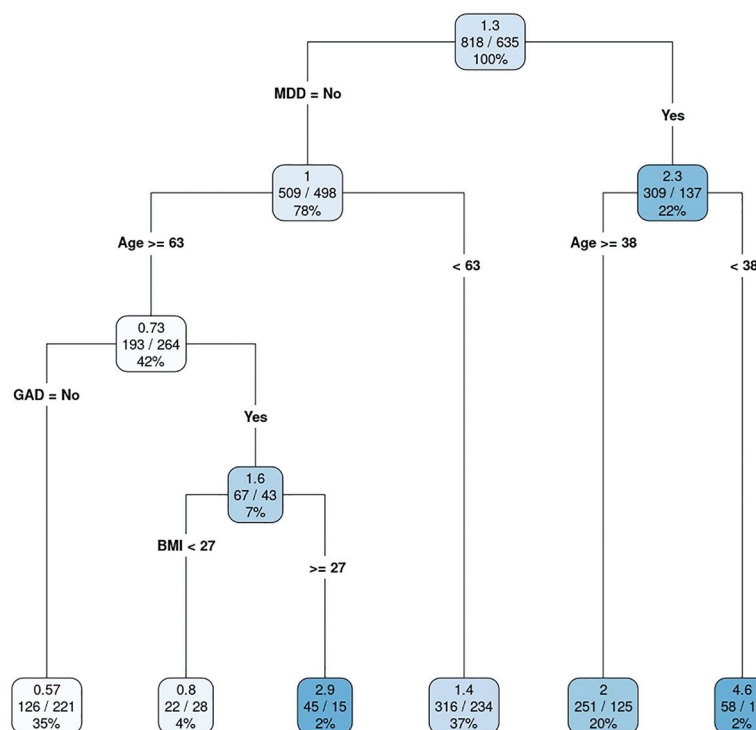 1.3
818 / 635
100%
MDD = No
Yes
1
509 / 498
78%
2.3
309 / 137
22%
Age >= 63
< 63
Age >= 38
< 38
0.73
193 / 264
42%
GAD = No
Yes
1.6
67 / 43
7%
BMI < 27
>= 27
0.57
126 / 221
35%
0.8
22 / 28
4%
2.9
45 / 15
2%
1.4
316 / 234
37%
2
251 / 125
20%
4.6
58 /
2%